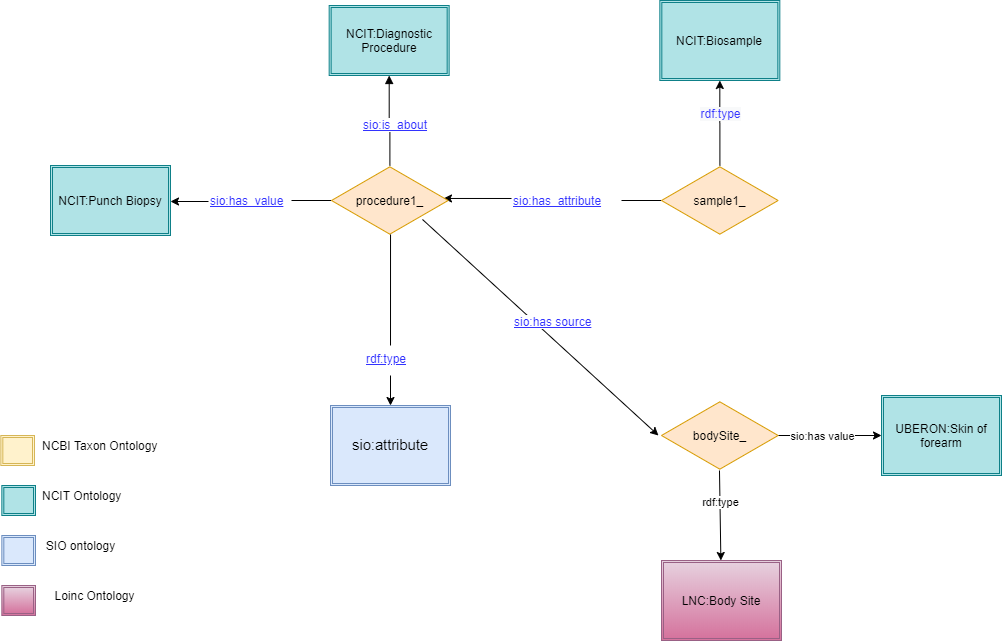 NCIT:Diagnostic
Procedure
NCIT:Biosample
sio:is_about
rdf:type
NCIT:Punch Biopsy
sio:has_value
procedure1_
sio:has_attribute
sample1_
sio:has source
rdf:type
sio:attribute
bodySite_
sio:has value
UBERON:Skin of
forearm
rdf:type
LNC:Body Site
NCBI Taxon Ontology
NCIT Ontology
SIO ontology
Loinc Ontology